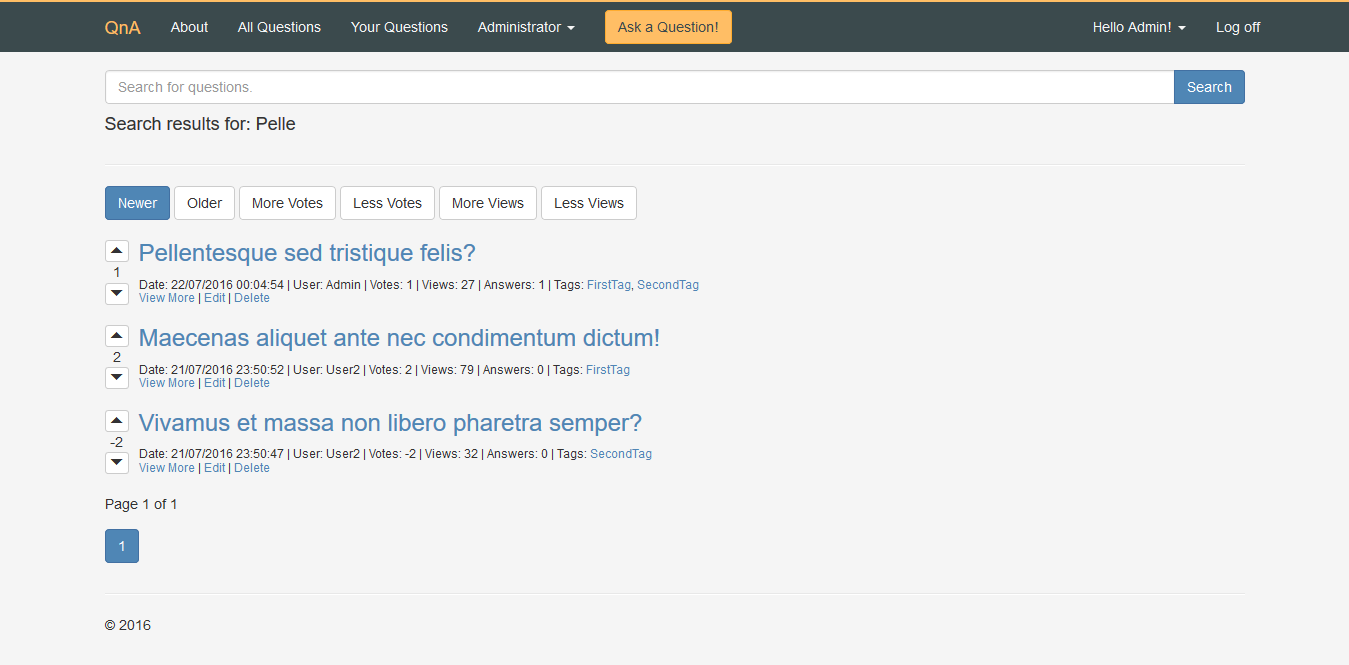 QnA About All Questions Your Questions Administrator Ask a Question! Hello Admin! Log off
Search for questions. Search
Search results for: Pelle
Newer Older More Votes Less Votes More Views Less Views
Pellentesque sed tristique felis?
1
Date: 22/07/2016 00:04:54 | User: Admin | Votes: 1 | Views: 27 | Answers: 1 | Tags: FirstTag, SecondTag
View More | Edit | Delete
Maecenas aliquet ante nec condimentum dictum!
2
Date: 21/07/2016 23:50:52 | User: User2 | Votes: 2 | Views: 79 | Answers: 0 | Tags: FirstTag
View More | Edit | Delete
Vivamus et massa non libero pharetra semper?
-2
Date: 21/07/2016 23:50:47 | User: User2 | Votes: -2 | Views: 32 | Answers: 0 | Tags: SecondTag
View More | Edit | Delete
Page 1 of 1
1
© 2016